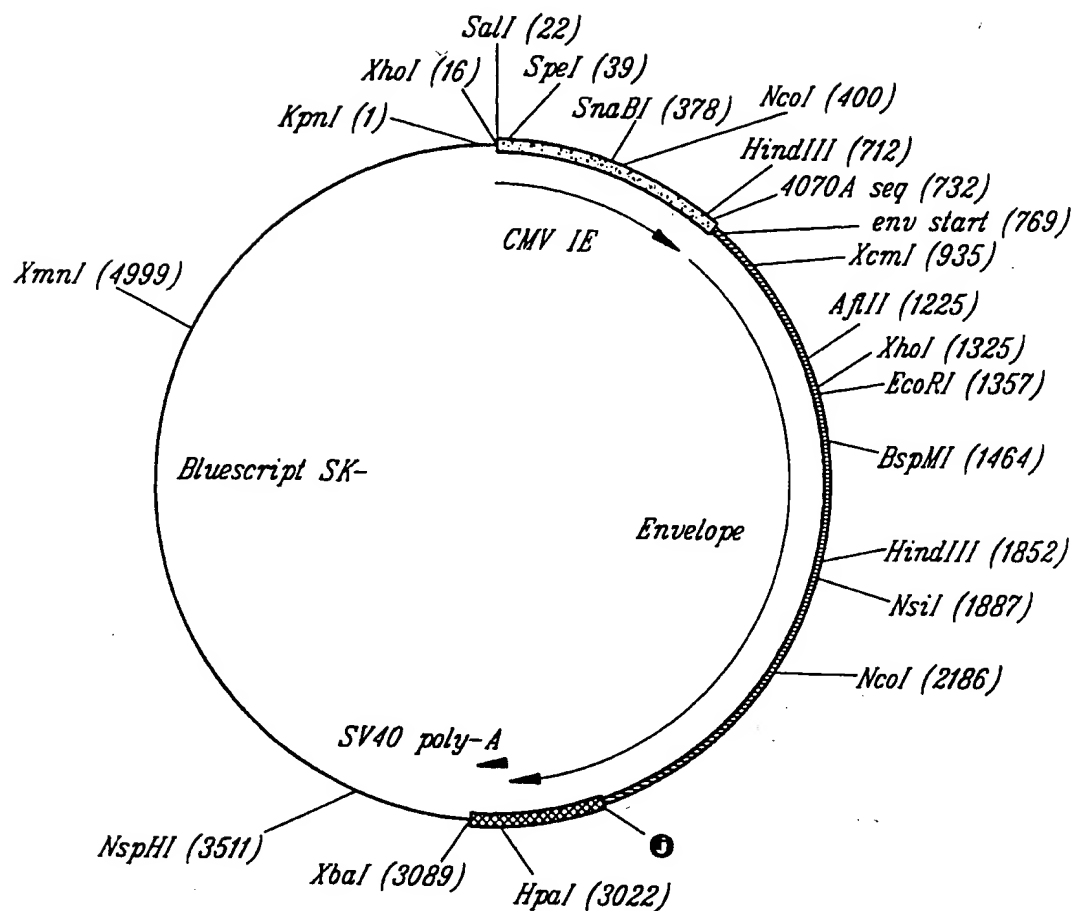 SalI (22)
XhoI (16)
SpeI (39)
KpnI (1)
SnaBI (378)
NcoI (400)
HindIII (712)
4070A seq (732)
env start (769)
XcmI (935)
CMV IE
XmnI (4999)
AflII (1225)
XhoI (1325)
EcoRI (1357)
BspMI (1464)
Bluescript SK-
Envelope
HindIII (1852)
NsiI (1887)
NcoI (2186)
SV40 poly-A
j
NspHI (3511)
XbaI (3089)
HpaI (3022)